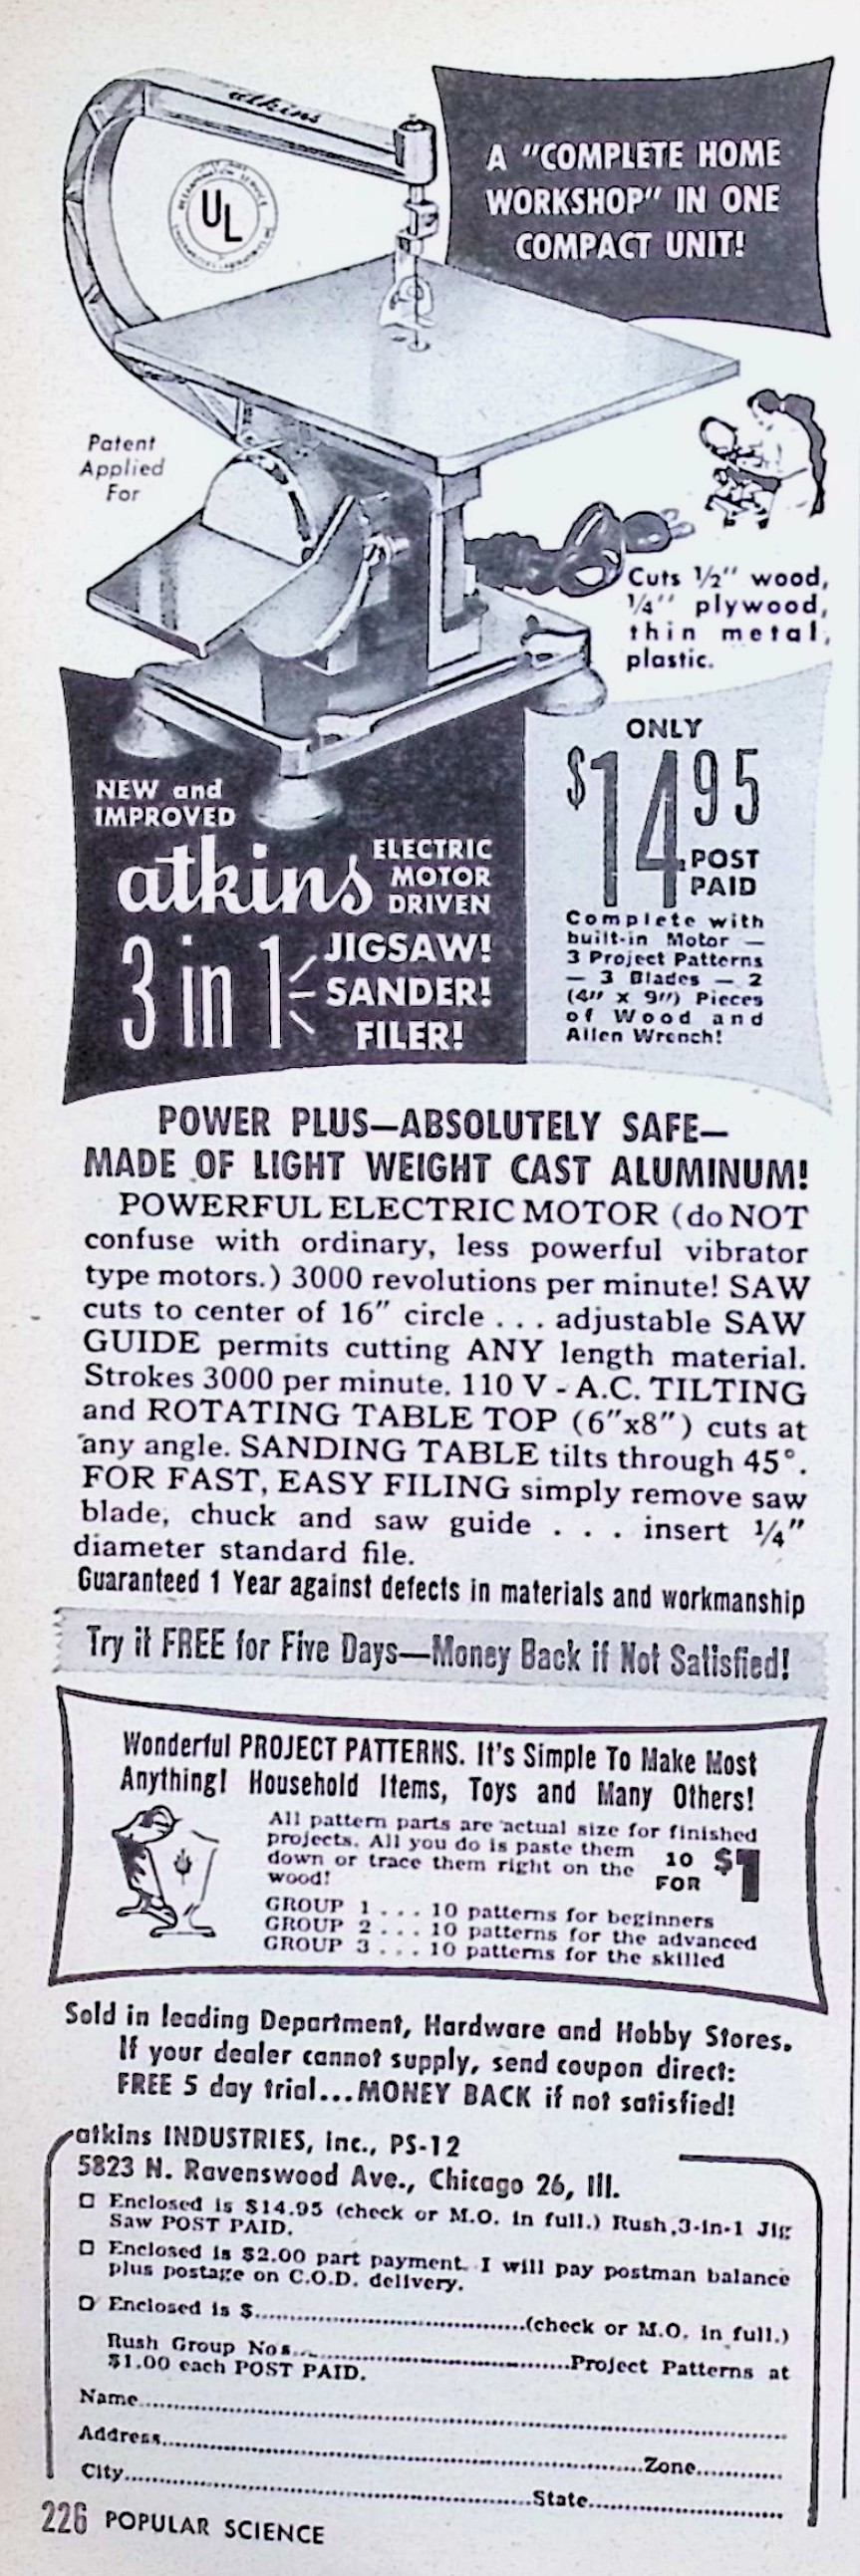 atkins
UL
A "COMPLETE HOME
WORKSHOP" IN ONE
COMPACT UNIT!
Patent
Applied
For
Cuts 1/2" wood,
1/4" plywood,
thin metal,
plastic.
NEW and
IMPROVED
atkins
ELECTRIC
MOTOR
DRIVEN
3 in 1
JIGSAW!
SANDER!
FILER!
ONLY
$14.95
POST
PAID
Complete with
built-in Motor —
3 Project Patterns
— 3 Blades — 2
(4" x 9") Pieces
of Wood and
Allen Wrench!
POWER PLUS—ABSOLUTELY SAFE—
MADE OF LIGHT WEIGHT CAST ALUMINUM!
POWERFUL ELECTRIC MOTOR (do NOT
confuse with ordinary, less powerful vibrator
type motors.) 3000 revolutions per minute! SAW
cuts to center of 16" circle . . . adjustable SAW
GUIDE permits cutting ANY length material.
Strokes 3000 per minute. 110 V - A.C. TILTING
and ROTATING TABLE TOP (6"x8") cuts at
any angle. SANDING TABLE tilts through 45°.
FOR FAST, EASY FILING simply remove saw
blade, chuck and saw guide . . . insert 1/4"
diameter standard file.
Guaranteed 1 Year against defects in materials and workmanship
Try it FREE for Five Days—Money Back if Not Satisfied!
Wonderful PROJECT PATTERNS. It's Simple To Make Most
Anything! Household Items, Toys and Many Others!
All pattern parts are actual size for finished
projects. All you do is paste them
down or trace them right on the
wood!
10
FOR
$1
GROUP 1 . . . 10 patterns for beginners
GROUP 2 . . . 10 patterns for the advanced
GROUP 3 . . . 10 patterns for the skilled
Sold in leading Department, Hardware and Hobby Stores.
If your dealer cannot supply, send coupon direct:
FREE 5 day trial...MONEY BACK if not satisfied!
atkins INDUSTRIES, Inc., PS-12
5823 N. Ravenswood Ave., Chicago 26, Ill.
□ Enclosed is $14.95 (check or M.O. in full.) Rush 3-in-1 Jig
Saw POST PAID.
□ Enclosed is $2.00 part payment. I will pay postman balance
plus postage on C.O.D. delivery.
□ Enclosed is $..............................(check or M.O. in full.)
Rush Group Nos..............................Project Patterns at
$1.00 each POST PAID.
Name..............................
Address..............................Zone............
City..............................State....................
226 POPULAR SCIENCE